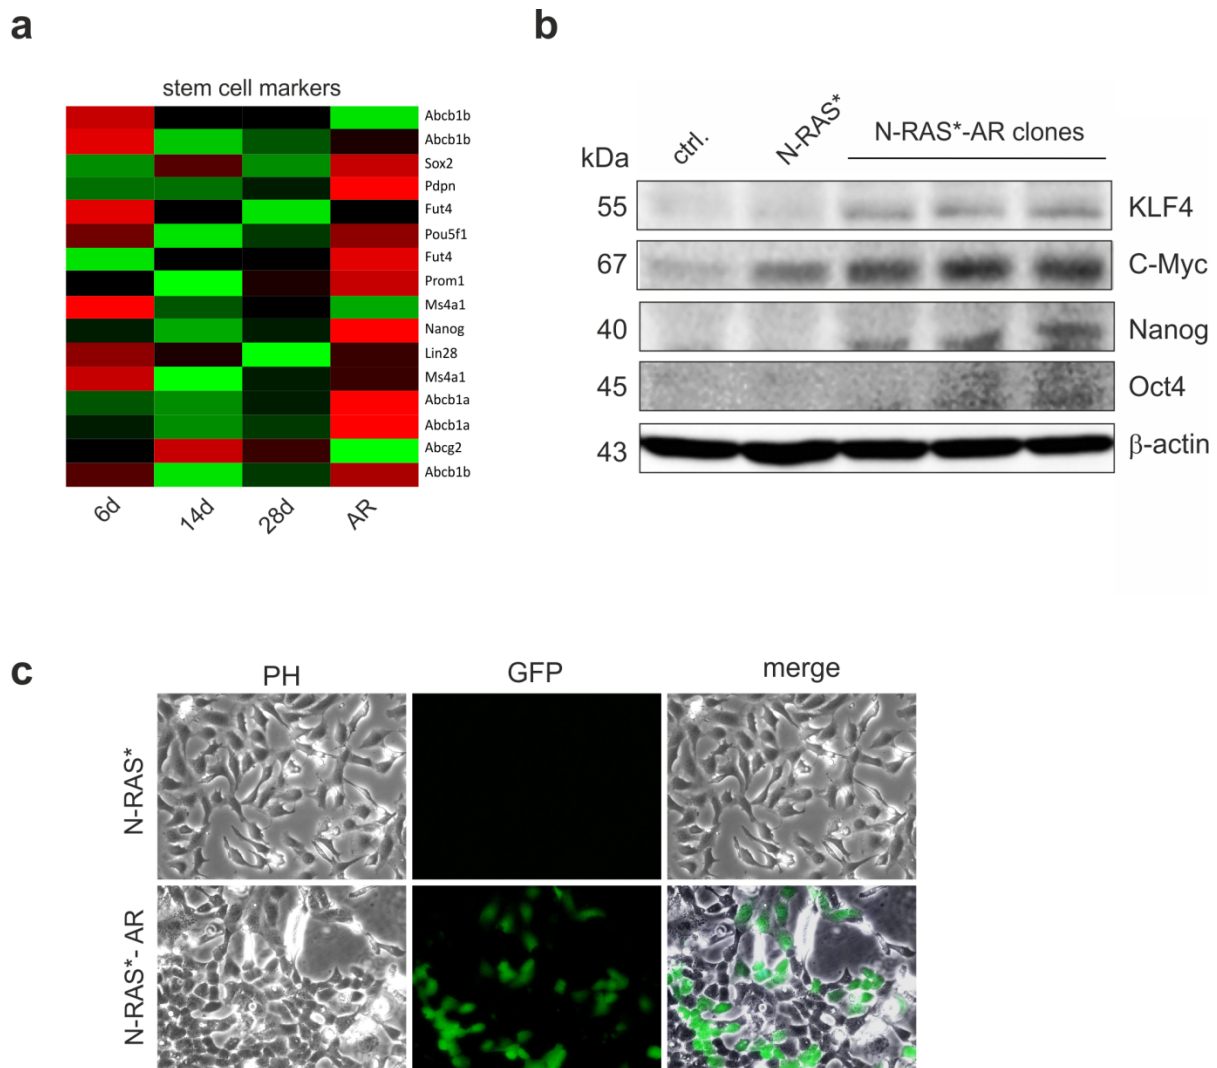 a
stem cell markers
Abcb1b
Abcb1b
Sox2
Pdpn
Fut4
Pou5f1
Fut4
Prom1
Ms4a1
Nanog
Lin28
Ms4a1
Abcb1a
Abcb1a
Abcg2
Abcb1b
6d 14d 28d AR
b
kDa ctrl. N-RAS* N-RAS*-AR clones
55 KLF4
67 C-Myc
40 Nanog
45 Oct4
43 β-actin
c
PH GFP merge
N-RAS*
N-RAS*- AR